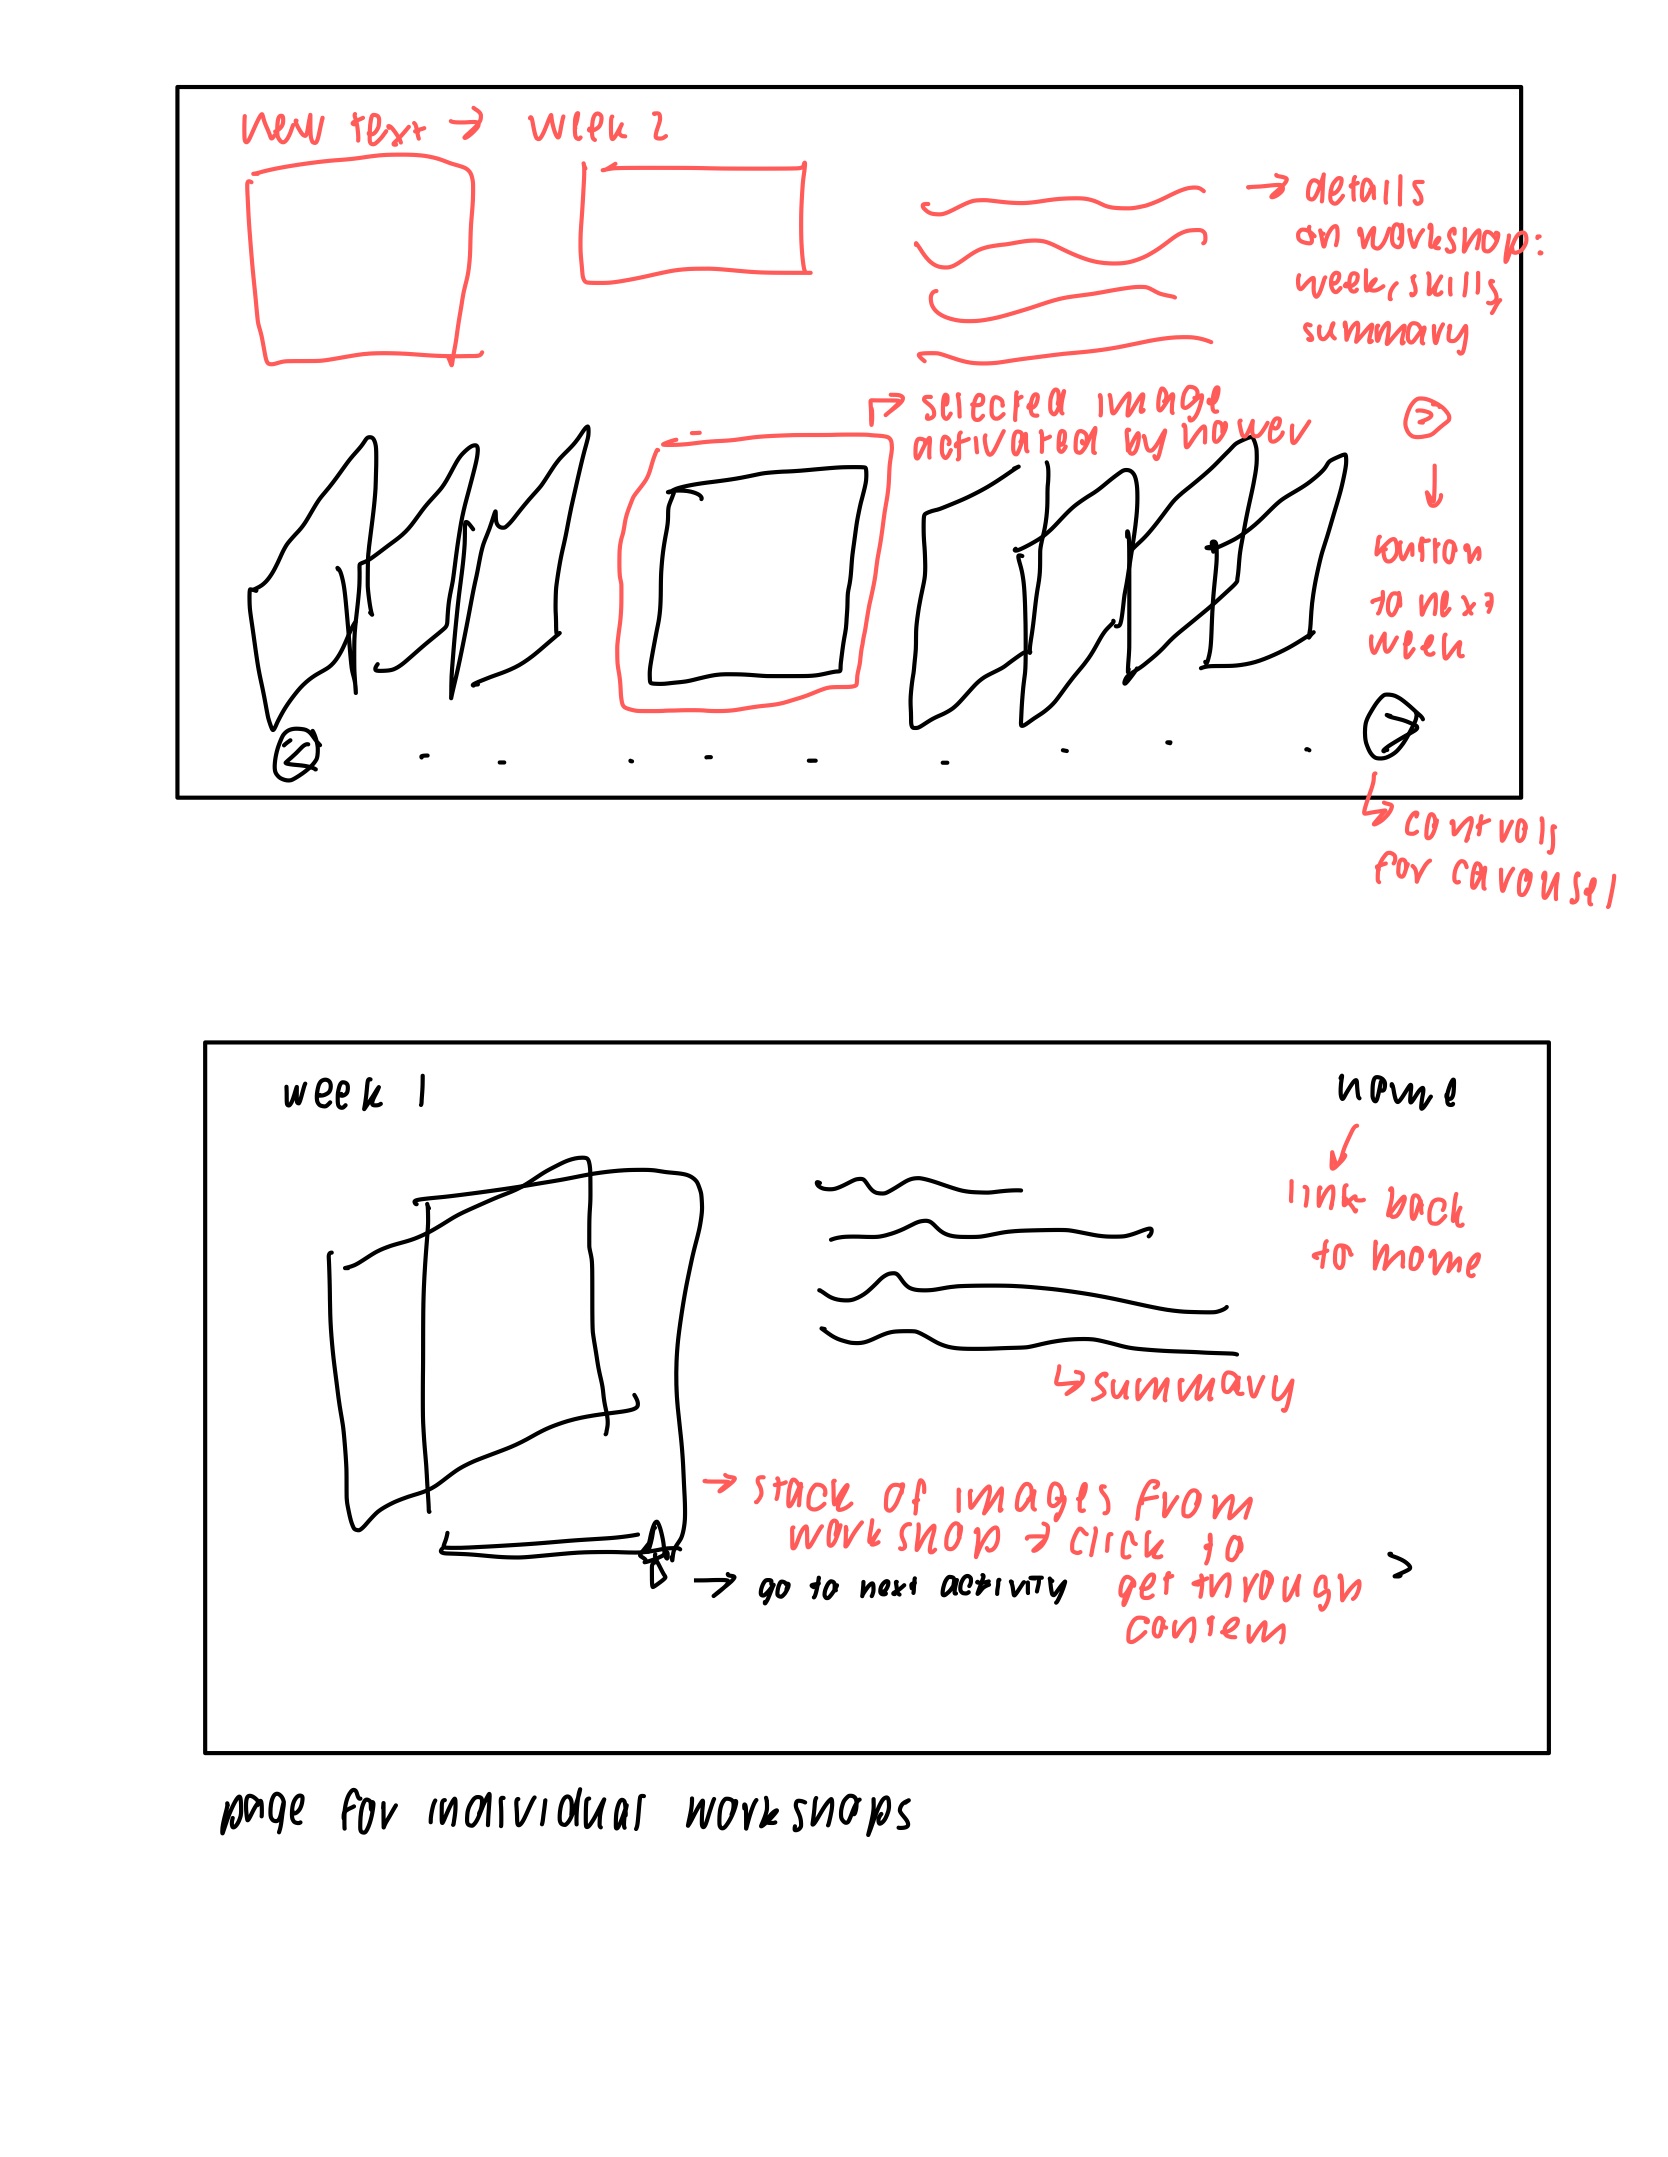 new text → week 2
→ details
on workshop:
week, skills,
summary
selected image
activated by hover
button
to next
week
controls
for carousel
week 1
home
link back
to home
summary
→ stack of images from
workshop → click to
get through
→ go to next activity
page for individual workshops